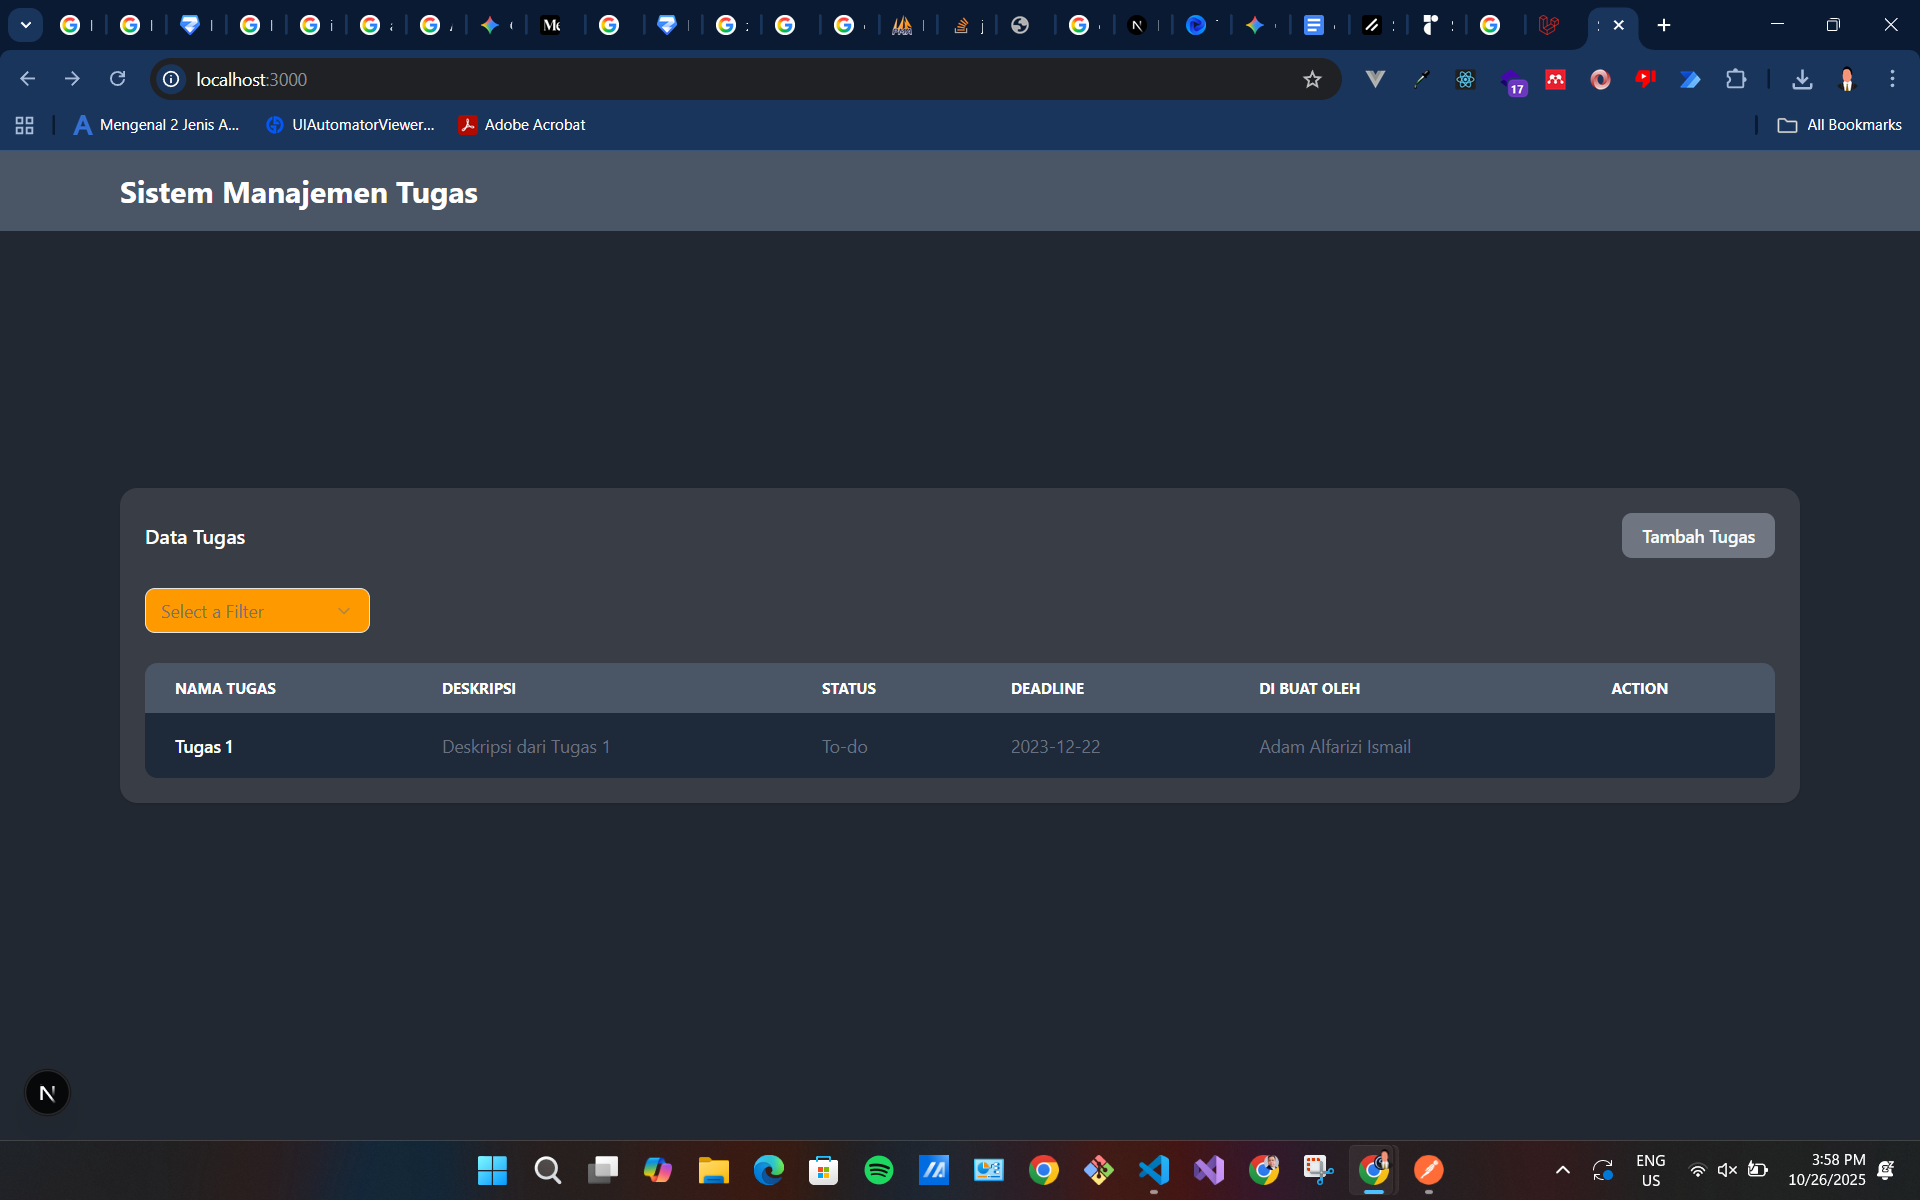 localhost:3000
17
Mengenal 2 Jenis A...
UIAutomatorViewer...
Adobe Acrobat
All Bookmarks
Sistem Manajemen Tugas
Data Tugas
Tambah Tugas
Select a Filter
NAMA TUGAS DESKRIPSI STATUS DEADLINE DI BUAT OLEH ACTION
Tugas 1 Deskripsi dari Tugas 1 To-do 2023-12-22 Adam Alfarizi Ismail
N
ENG
US
3:58 PM
10/26/2025